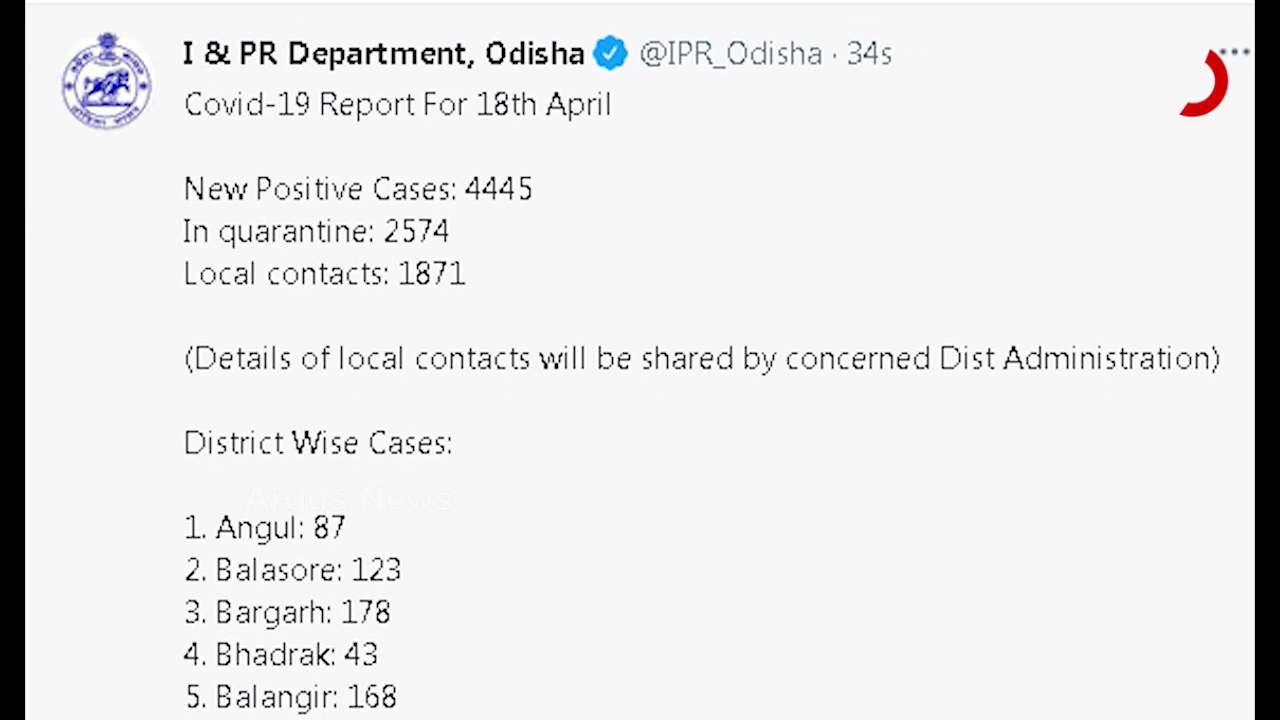 I & PR Department, Odisha @IPR_Odisha · 34s
Covid-19 Report For 18th April
New Positive Cases: 4445
In quarantine: 2574
Local contacts: 1871
(Details of local contacts will be shared by concerned Dist Administration)
District Wise Cases:
Argus News
1. Angul: 87
2. Balasore: 123
3. Bargarh: 178
4. Bhadrak: 43
5. Balangir: 168